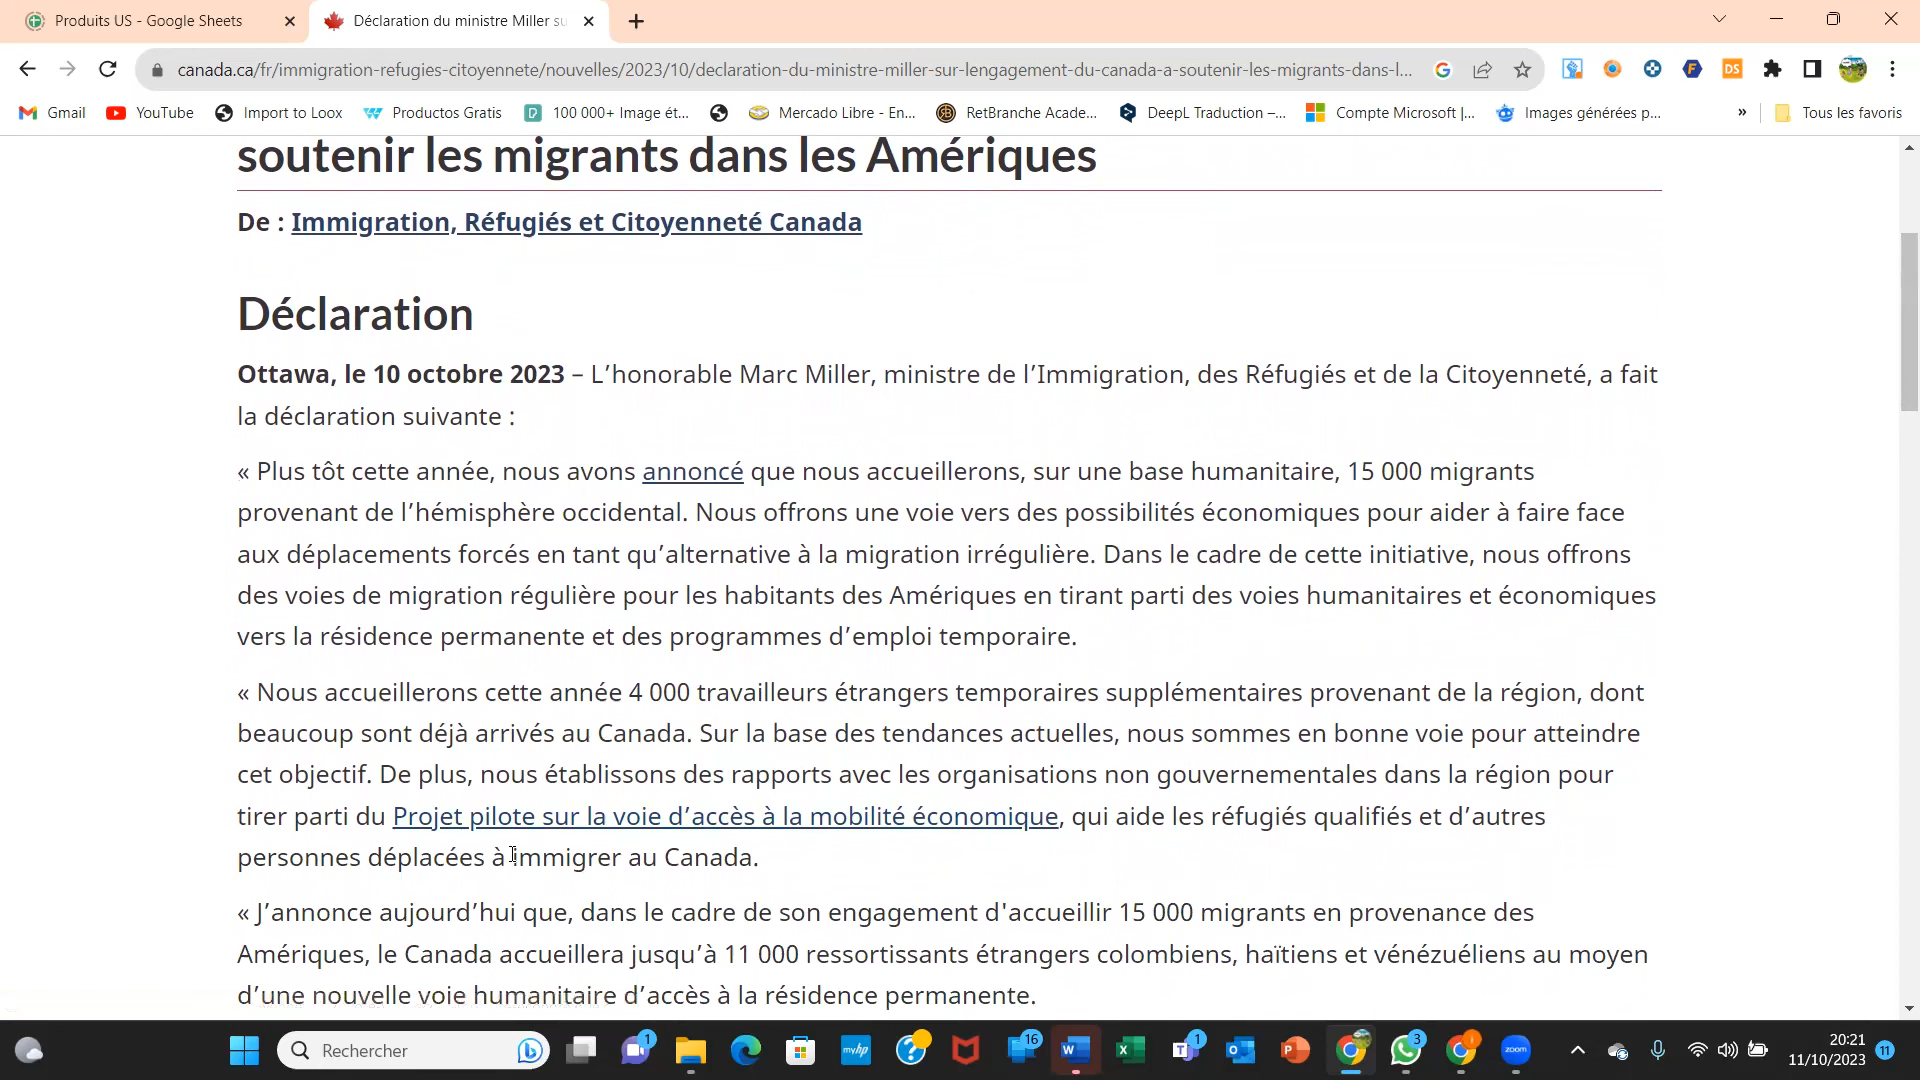 Produits US - Google Sheets
Déclaration du ministre Miller su
canada.ca/fr/immigration-refugies-citoyennete/nouvelles/2023/10/declaration-du-ministre-miller-sur-lengagement-du-canada-a-soutenir-les-migrants-dans-l...
Gmail YouTube Import to Loox Productos Gratis 100 000+ Image ét... Mercado Libre - En... RetBranche Acade... DeepL Traduction –... Compte Microsoft |... Images générées p... » Tous les favoris
soutenir les migrants dans les Amériques
De : Immigration, Réfugiés et Citoyenneté Canada
Déclaration
Ottawa, le 10 octobre 2023 – L’honorable Marc Miller, ministre de l’Immigration, des Réfugiés et de la Citoyenneté, a fait
la déclaration suivante :
« Plus tôt cette année, nous avons annoncé que nous accueillerons, sur une base humanitaire, 15 000 migrants
provenant de l’hémisphère occidental. Nous offrons une voie vers des possibilités économiques pour aider à faire face
aux déplacements forcés en tant qu’alternative à la migration irrégulière. Dans le cadre de cette initiative, nous offrons
des voies de migration régulière pour les habitants des Amériques en tirant parti des voies humanitaires et économiques
vers la résidence permanente et des programmes d’emploi temporaire.
« Nous accueillerons cette année 4 000 travailleurs étrangers temporaires supplémentaires provenant de la région, dont
beaucoup sont déjà arrivés au Canada. Sur la base des tendances actuelles, nous sommes en bonne voie pour atteindre
cet objectif. De plus, nous établissons des rapports avec les organisations non gouvernementales dans la région pour
tirer parti du Projet pilote sur la voie d’accès à la mobilité économique, qui aide les réfugiés qualifiés et d’autres
personnes déplacées à immigrer au Canada.
« J’annonce aujourd’hui que, dans le cadre de son engagement d'accueillir 15 000 migrants en provenance des
Amériques, le Canada accueillera jusqu’à 11 000 ressortissants étrangers colombiens, haïtiens et vénézuéliens au moyen
d’une nouvelle voie humanitaire d’accès à la résidence permanente.
Rechercher
1
myhp
16
1
3
zoom
20:21
11/10/2023
11